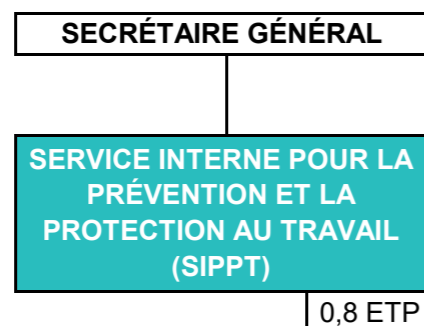 SECRÉTAIRE GÉNÉRAL
SERVICE INTERNE POUR LA
PRÉVENTION ET LA
PROTECTION AU TRAVAIL
(SIPPT)
0,8 ETP